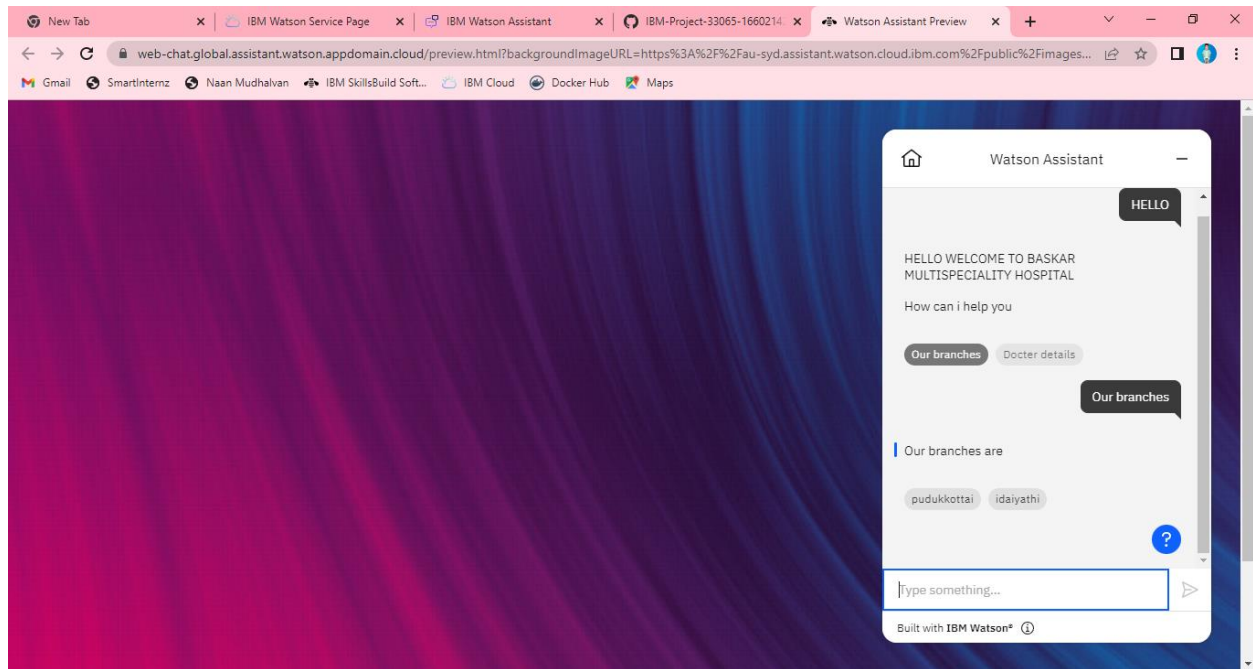 New Tab
IBM Watson Service Page
IBM Watson Assistant
IBM-Project-33065-1660214
Watson Assistant Preview
web-chat.global.assistant.watson.appdomain.cloud/preview.html?backgroundImageURL=https%3A%2F%2Fau-syd.assistant.watson.cloud.ibm.com%2Fpublic%2Fimages...
Gmail
SmartInternz
Naan Mudhalvan
IBM SkillsBuild Soft...
IBM Cloud
Docker Hub
Maps
Watson Assistant
HELLO
HELLO WELCOME TO BASKAR
MULTISPECIALITY HOSPITAL
How can i help you
Our branches Docter details
Our branches
Our branches are
pudukkottai idaiyathi
?
Type something...
Built with IBM Watson®